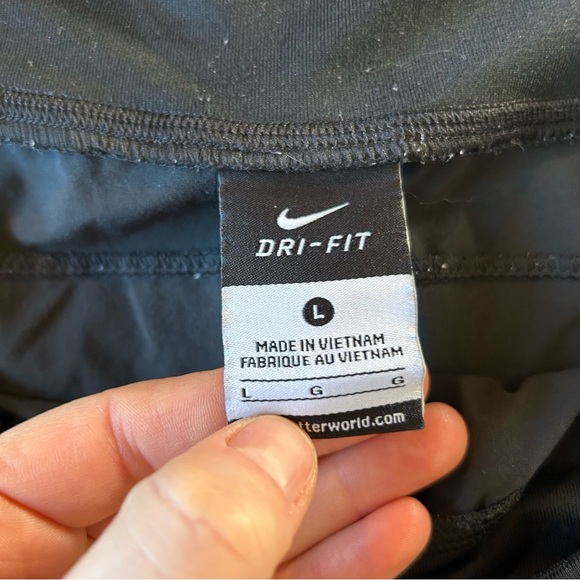 DRI-FIT
L
MADE IN VIETNAM
FABRIQUE AU VIETNAM
L G G